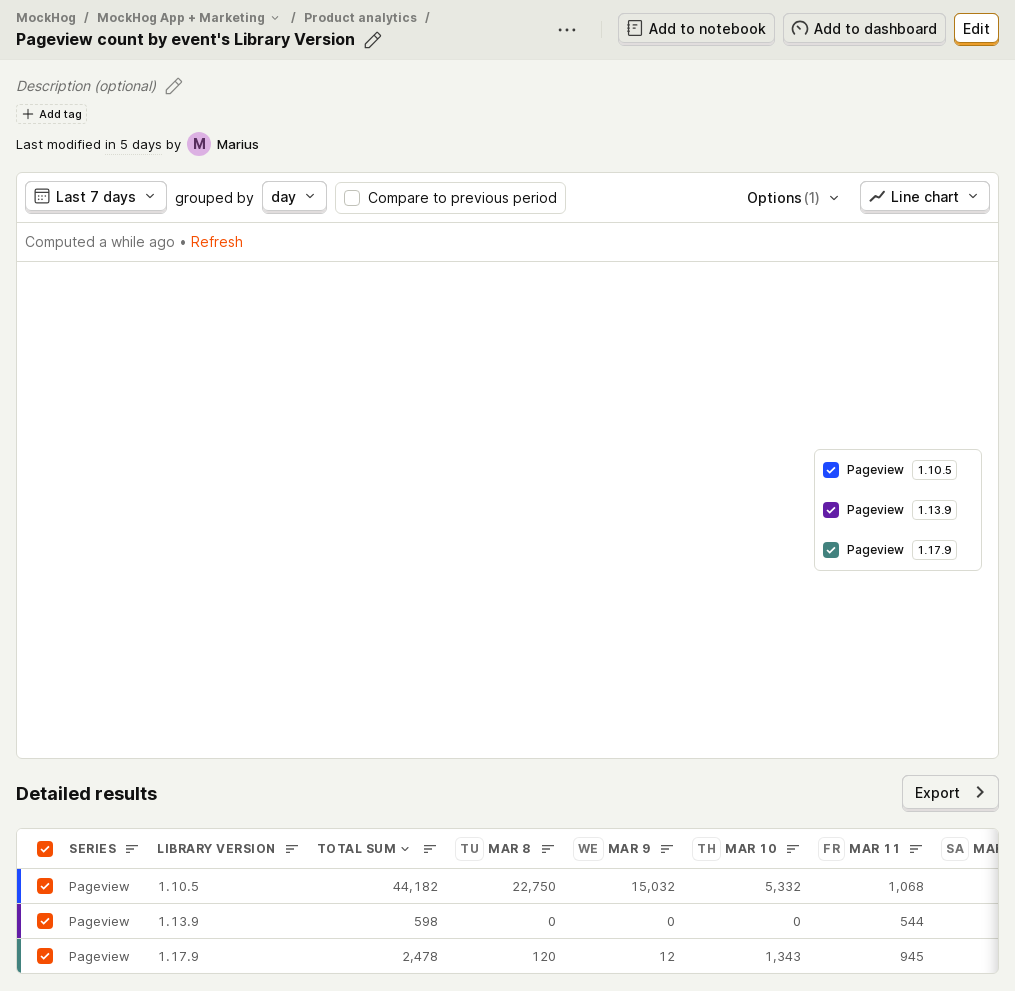 MockHog / MockHog App + Marketing / Product analytics /
Pageview count by event's Library Version
Add to notebook
Add to dashboard
Edit
Description (optional)
Add tag
Last modified in 5 days by M Marius
Last 7 days grouped by day Compare to previous period Options (1) Line chart
Computed a while ago • Refresh
Pageview 1.10.5
Pageview 1.13.9
Pageview 1.17.9
Detailed results
Export
SERIES LIBRARY VERSION TOTAL SUM TU MAR 8 WE MAR 9 TH MAR 10 FR MAR 11 SA
Pageview 1.10.5 44,182 22,750 15,032 5,332 1,068
Pageview 1.13.9 598 0 0 0 544
Pageview 1.17.9 2,478 120 12 1,343 945